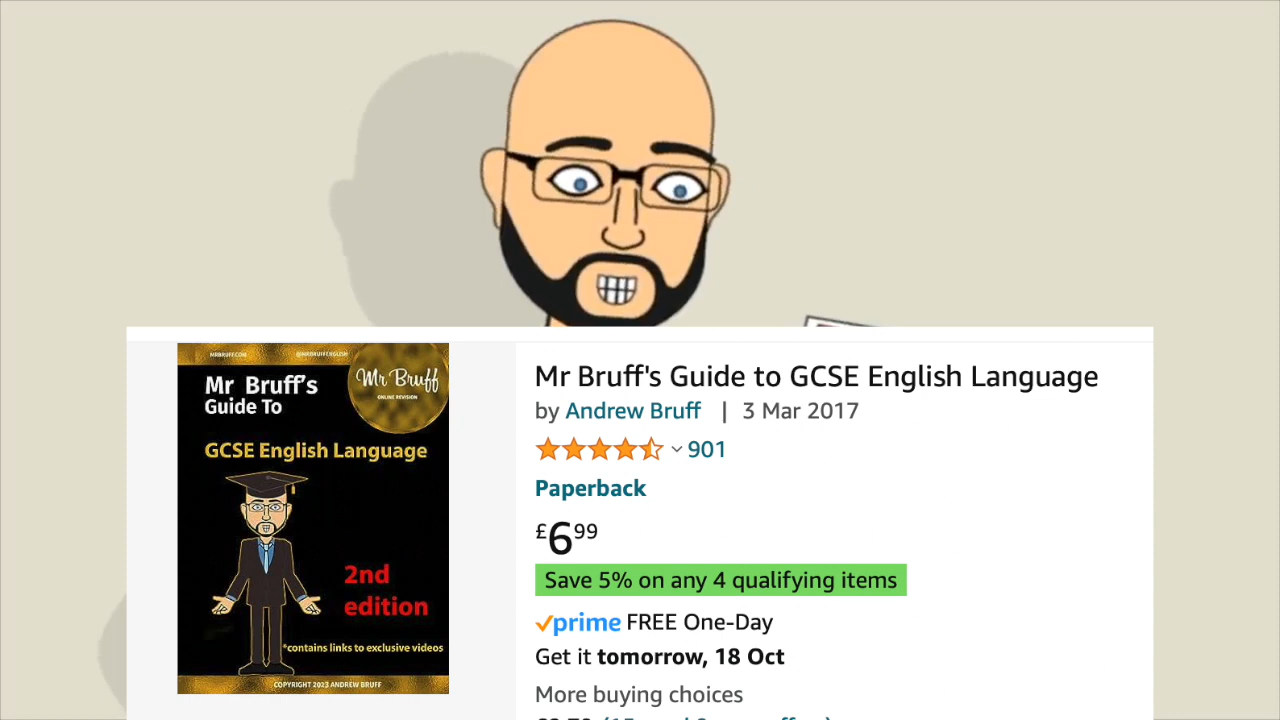 MRBRUFF.COM @MRBRUFFENGLISH
Mr Bruff's
Guide To
Mr Bruff
ONLINE REVISION
GCSE English Language
2nd
edition
*contains links to exclusive videos
COPYRIGHT 2023 ANDREW BRUFF
Mr Bruff's Guide to GCSE English Language
by Andrew Bruff | 3 Mar 2017
901
Paperback
£6.99
Save 5% on any 4 qualifying items
prime FREE One-Day
Get it tomorrow, 18 Oct
More buying choices